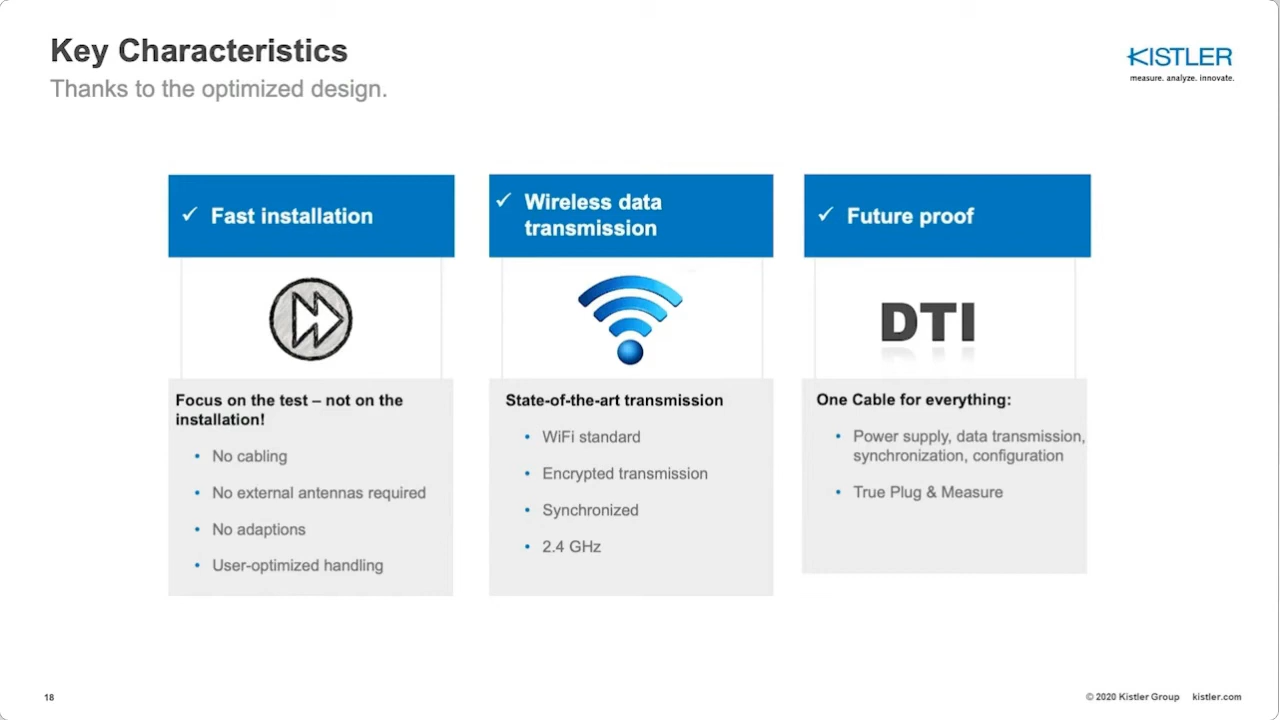 Key Characteristics
Thanks to the optimized design.
KISTLER
measure. analyze. innovate.
✓ Fast installation
Focus on the test – not on the
installation!
• No cabling
• No external antennas required
• No adaptions
• User-optimized handling
✓ Wireless data
transmission
State-of-the-art transmission
• WiFi standard
• Encrypted transmission
• Synchronized
• 2.4 GHz
✓ Future proof
DTI
One Cable for everything:
• Power supply, data transmission,
synchronization, configuration
• True Plug & Measure
18
© 2020 Kistler Group kistler.com